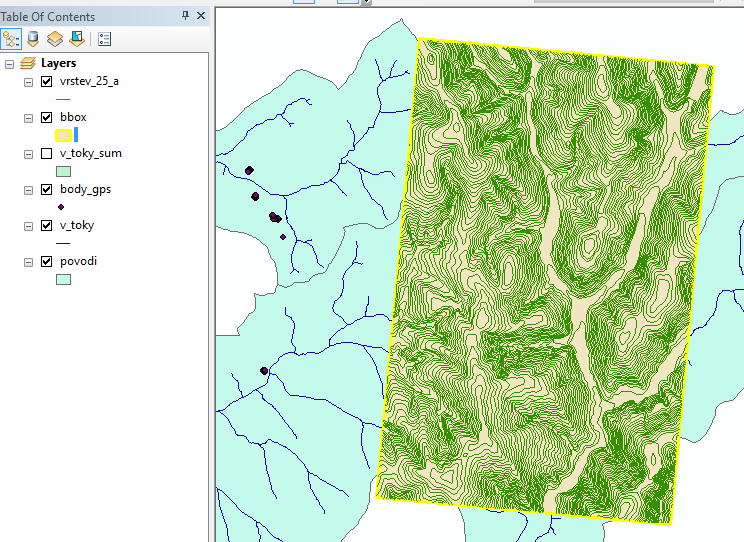 Table Of Contents
Layers
vrstev_25_a
bbox
v_toky_sum
body_gps
v_toky
povodi